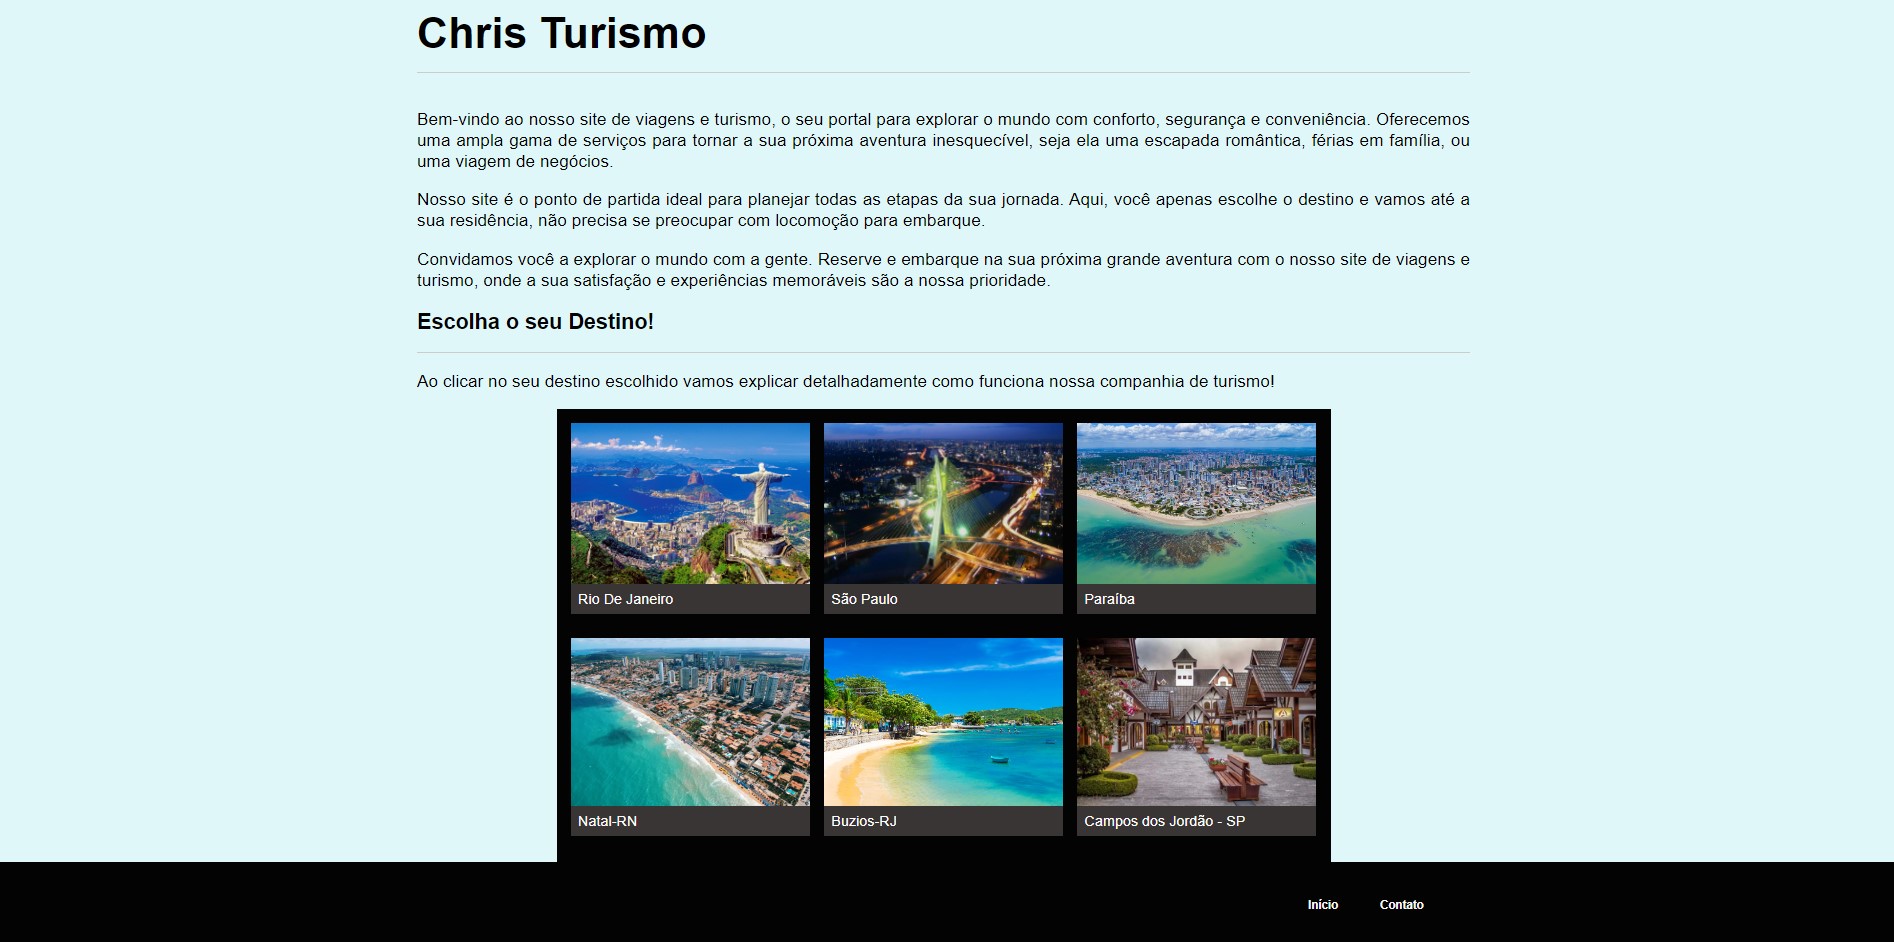 Chris Turismo
Bem-vindo ao nosso site de viagens e turismo, o seu portal para explorar o mundo com conforto, segurança e conveniência. Oferecemos
uma ampla gama de serviços para tornar a sua próxima aventura inesquecível, seja ela uma escapada romântica, férias em família, ou
uma viagem de negócios.
Nosso site é o ponto de partida ideal para planejar todas as etapas da sua jornada. Aqui, você apenas escolhe o destino e vamos até a
sua residência, não precisa se preocupar com locomoção para embarque.
Convidamos você a explorar o mundo com a gente. Reserve e embarque na sua próxima grande aventura com o nosso site de viagens e
turismo, onde a sua satisfação e experiências memoráveis são a nossa prioridade.
Escolha o seu Destino!
Ao clicar no seu destino escolhido vamos explicar detalhadamente como funciona nossa companhia de turismo!
Rio De Janeiro
São Paulo
Paraíba
Natal-RN
Buzios-RJ
Campos dos Jordão - SP
Início
Contato